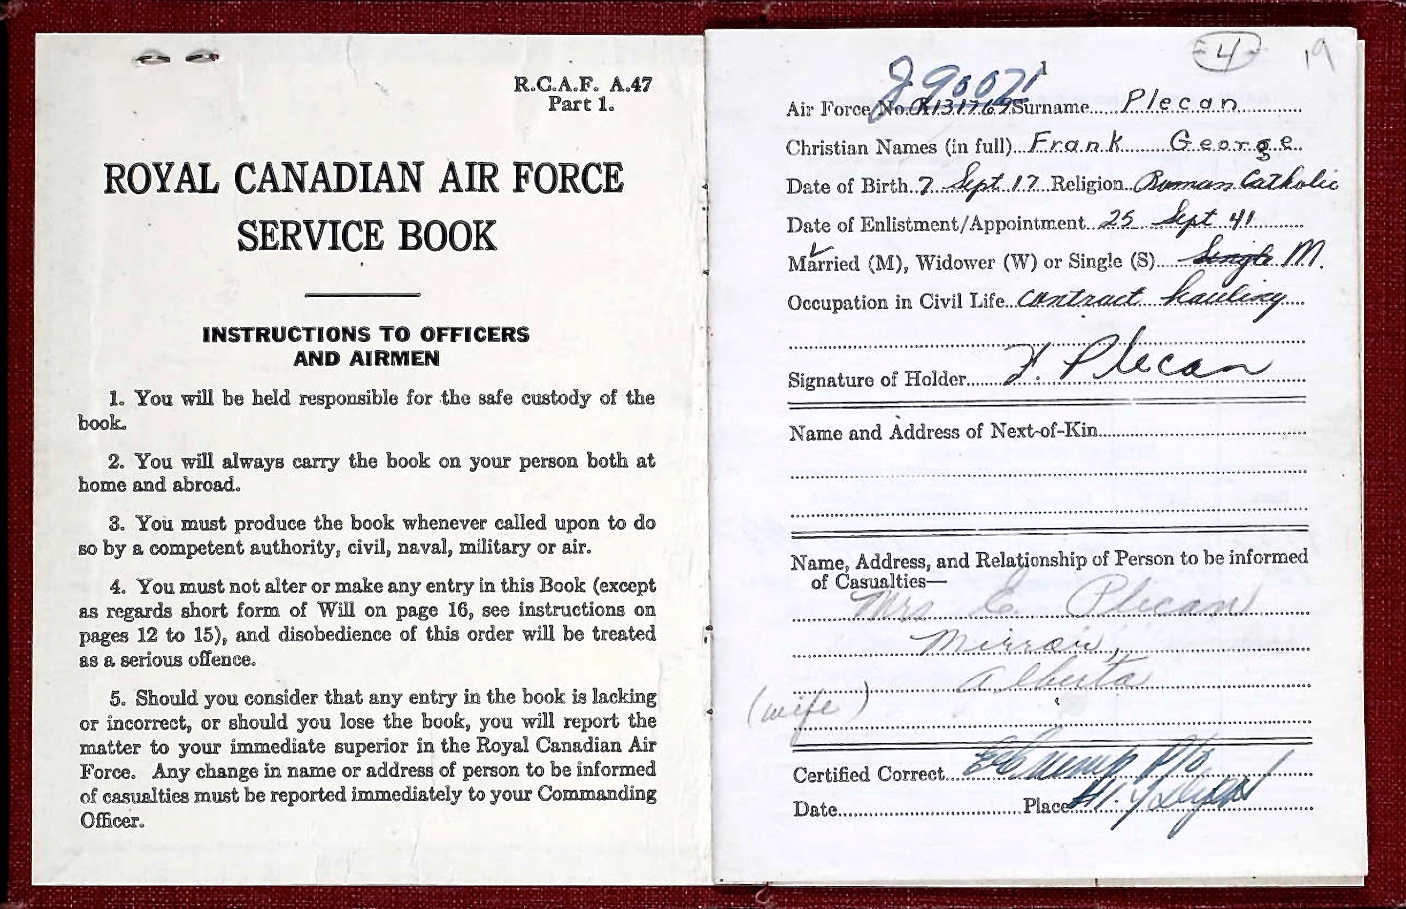 R.C.A.F. A.47
Part 1.
ROYAL CANADIAN AIR FORCE
SERVICE BOOK
INSTRUCTIONS TO OFFICERS
AND AIRMEN
1. You will be held responsible for the safe custody of the
book.
2. You will always carry the book on your person both at
home and abroad.
3. You must produce the book whenever called upon to do
so by a competent authority, civil, naval, military or air.
4. You must not alter or make any entry in this Book (except
as regards short form of Will on page 16, see instructions on
pages 12 to 15), and disobedience of this order will be treated
as a serious offence.
5. Should you consider that any entry in the book is lacking
or incorrect, or should you lose the book, you will report the
matter to your immediate superior in the Royal Canadian Air
Force. Any change in name or address of person to be informed
of casualties must be reported immediately to your Commanding
Officer.
4 19
J90071
Air Force No. R131769 Surname Plecan
Christian Names (in full) Frank George
Date of Birth 7 Sept 17 Religion Roman Catholic
Date of Enlistment/Appointment 25 Sept 41
Married (M), Widower (W) or Single (S) Single M.
Occupation in Civil Life contract hauling
Signature of Holder F. Plecan
Name and Address of Next-of-Kin
Name, Address, and Relationship of Person to be informed
of Casualties—
Mrs E. Plecan
Mirror,
Alberta
(wife)
Certified Correct
Date Place